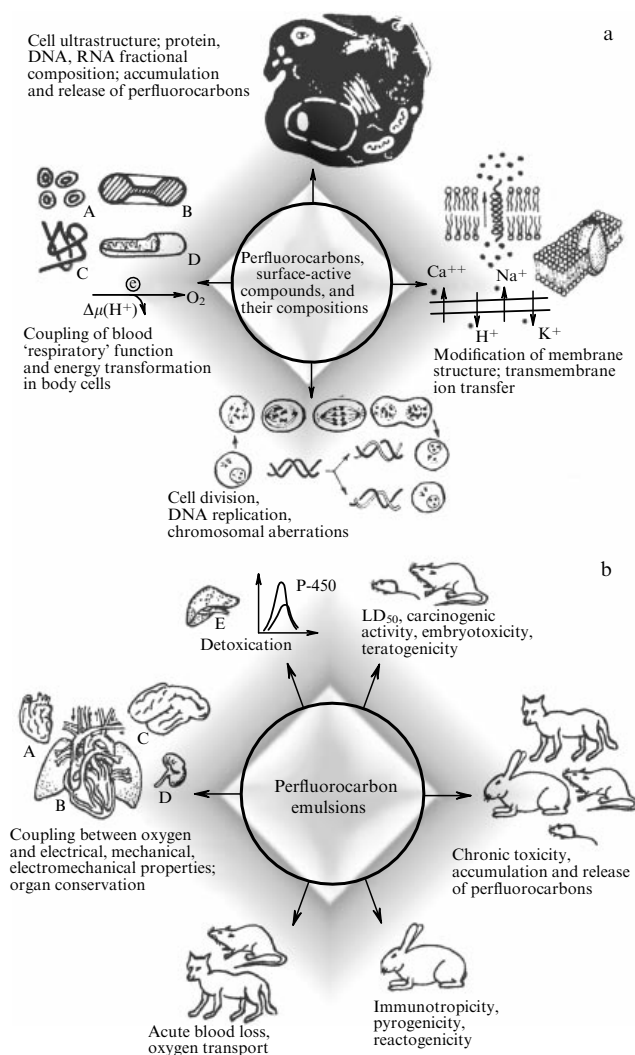 a
Cell ultrastructure; protein,
DNA, RNA fractional
composition; accumulation
and release of perfluorocarbons
A
B
C
D
Δμ(H⁺)
e
O₂
Coupling of blood
‘respiratory’ function
and energy transformation
in body cells
Perfluorocarbons,
surface-active
compounds, and
their compositions
Ca⁺⁺
Na⁺
H⁺
K⁺
Modification of membrane
structure; transmembrane
ion transfer
Cell division,
DNA replication,
chromosomal aberrations
b
E
P-450
Detoxication
LD₅₀, carcinogenic
activity, embryotoxicity,
teratogenicity
A
B
C
D
Coupling between oxygen
and electrical, mechanical,
electromechanical properties;
organ conservation
Perfluorocarbon
emulsions
Chronic toxicity,
accumulation and release
of perfluorocarbons
Acute blood loss,
oxygen transport
Immunotropicity,
pyrogenicity,
reactogenicity